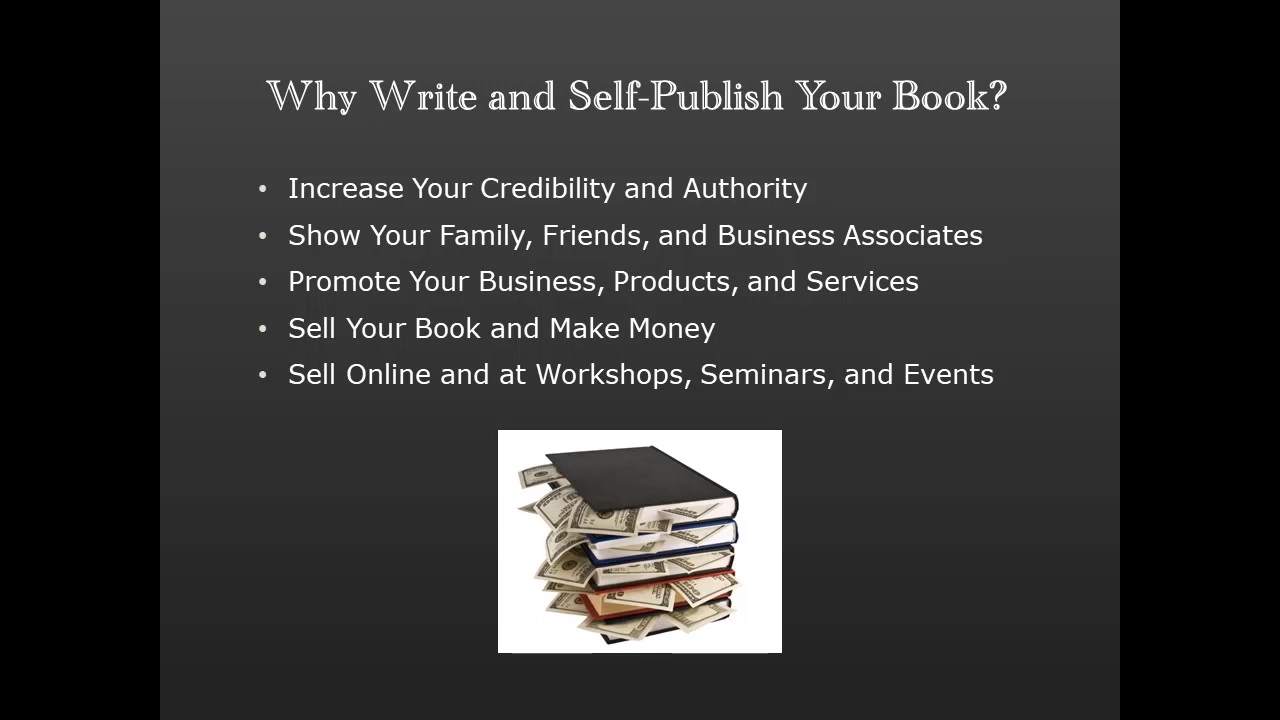 Why Write and Self-Publish Your Book?
• Increase Your Credibility and Authority
• Show Your Family, Friends, and Business Associates
• Promote Your Business, Products, and Services
• Sell Your Book and Make Money
• Sell Online and at Workshops, Seminars, and Events